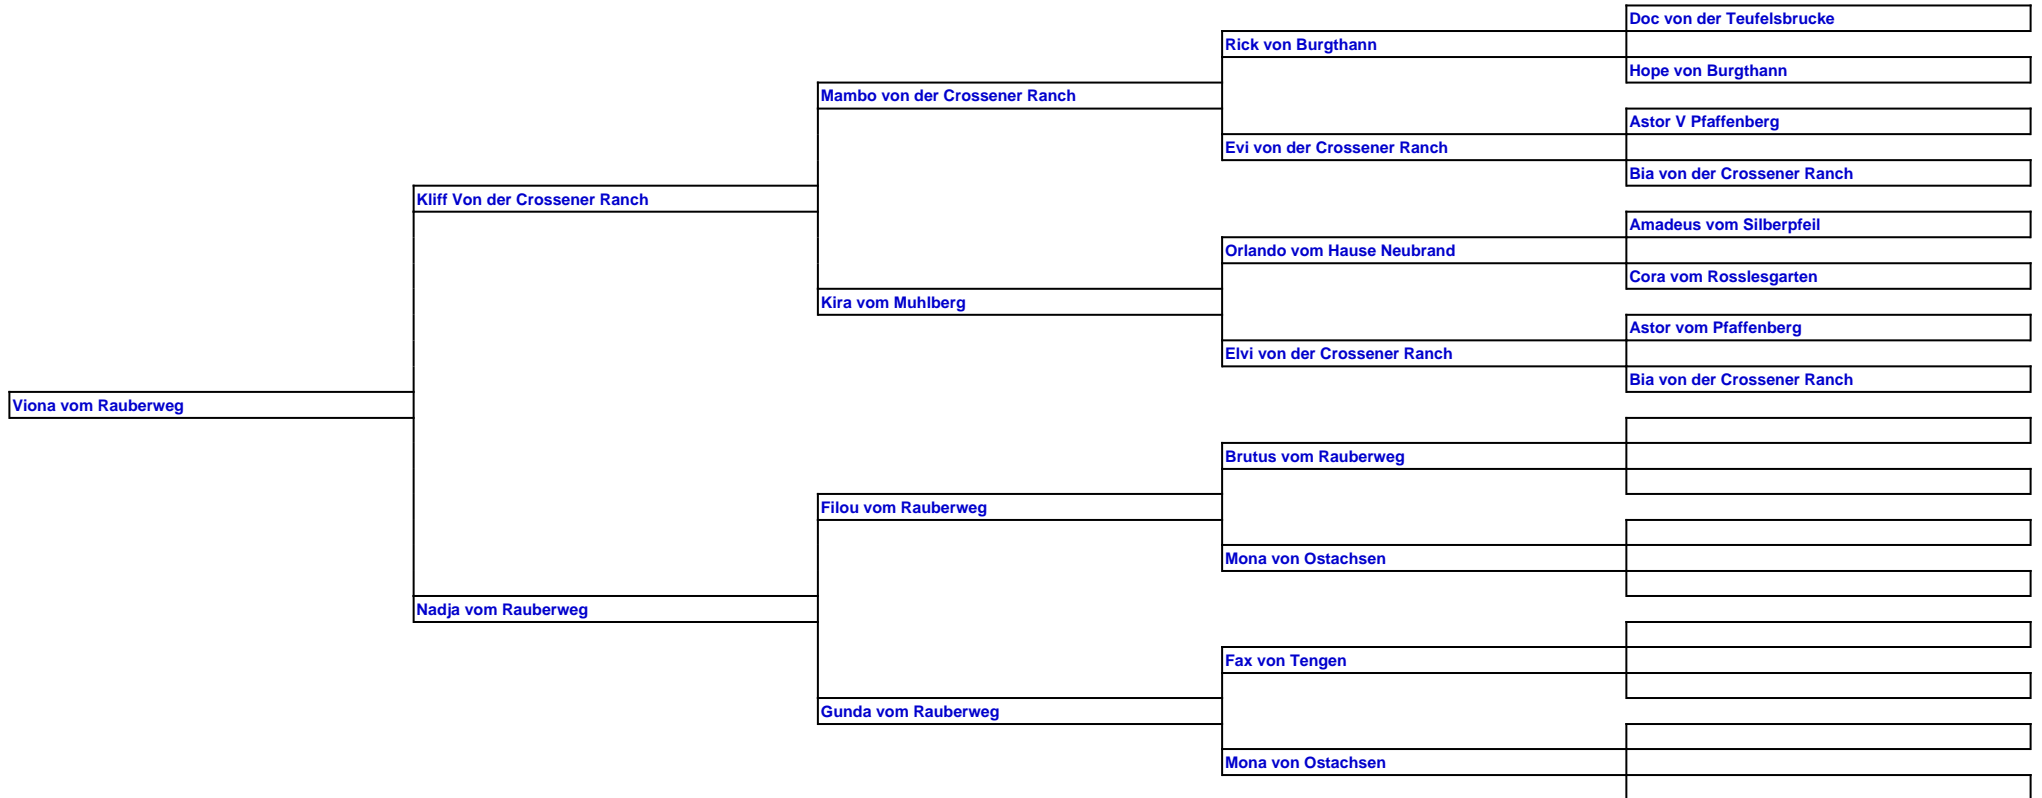 Doc von der Teufelsbrucke
Rick von Burgthann
Hope von Burgthann
Mambo von der Crossener Ranch
Astor V Pfaffenberg
Evi von der Crossener Ranch
Bia von der Crossener Ranch
Kliff Von der Crossener Ranch
Amadeus vom Silberpfeil
Orlando vom Hause Neubrand
Cora vom Rosslesgarten
Kira vom Muhlberg
Astor vom Pfaffenberg
Elvi von der Crossener Ranch
Bia von der Crossener Ranch
Viona vom Rauberweg
Brutus vom Rauberweg
Filou vom Rauberweg
Mona von Ostachsen
Nadja vom Rauberweg
Fax von Tengen
Gunda vom Rauberweg
Mona von Ostachsen